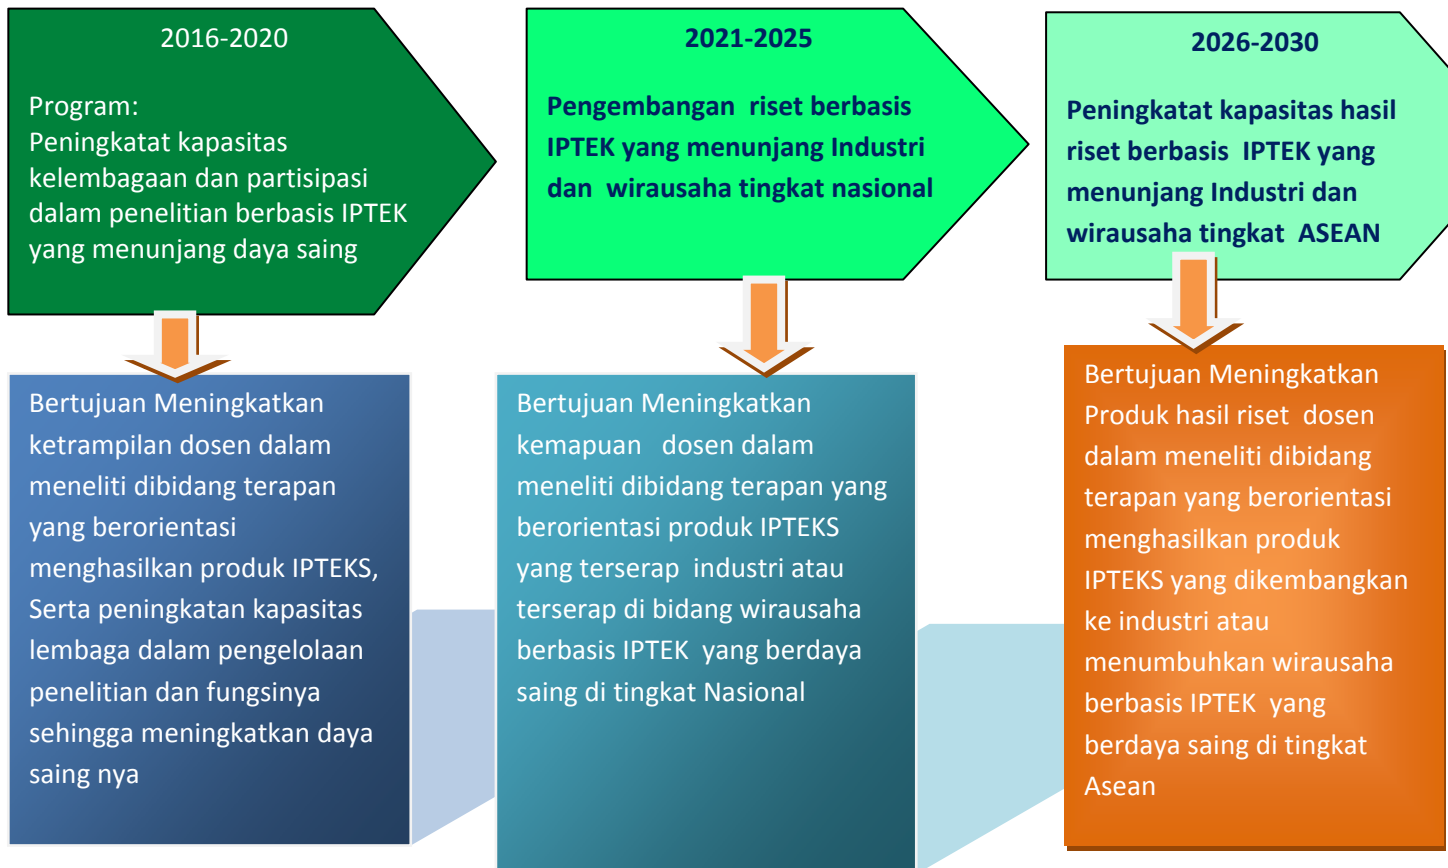 2016-2020
Program:
Peningkatat kapasitas
kelembagaan dan partisipasi
dalam penelitian berbasis IPTEK
yang menunjang daya saing
2021-2025
Pengembangan riset berbasis
IPTEK yang menunjang Industri
dan wirausaha tingkat nasional
2026-2030
Peningkatat kapasitas hasil
riset berbasis IPTEK yang
menunjang Industri dan
wirausaha tingkat ASEAN
Bertujuan Meningkatkan
ketrampilan dosen dalam
meneliti dibidang terapan
yang berorientasi
menghasilkan produk IPTEKS,
Serta peningkatan kapasitas
lembaga dalam pengelolaan
penelitian dan fungsinya
sehingga meningkatkan daya
saing nya
Bertujuan Meningkatkan
kemapuan dosen dalam
meneliti dibidang terapan yang
berorientasi produk IPTEKS
yang terserap industri atau
terserap di bidang wirausaha
berbasis IPTEK yang berdaya
saing di tingkat Nasional
Bertujuan Meningkatkan
Produk hasil riset dosen
dalam meneliti dibidang
terapan yang berorientasi
menghasilkan produk
IPTEKS yang dikembangkan
ke industri atau
menumbuhkan wirausaha
berbasis IPTEK yang
berdaya saing di tingkat
Asean